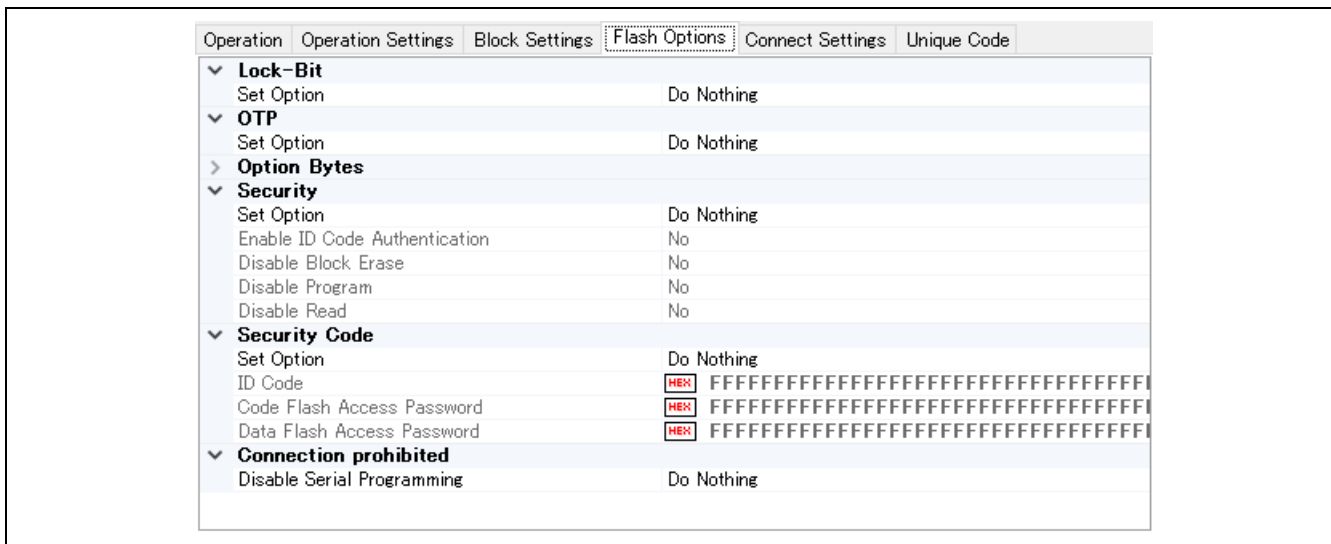 Operation Operation Settings Block Settings Flash Options Connect Settings Unique Code
Lock-Bit
Set Option Do Nothing
OTP
Set Option Do Nothing
Option Bytes
Security
Set Option Do Nothing
Enable ID Code Authentication No
Disable Block Erase No
Disable Program No
Disable Read No
Security Code
Set Option Do Nothing
ID Code HEX FFFFFFFFFFFFFFFFFFFFFFFFFFFFFFFF
Code Flash Access Password HEX FFFFFFFFFFFFFFFFFFFFFFFFFFFFFFFF
Data Flash Access Password HEX FFFFFFFFFFFFFFFFFFFFFFFFFFFFFFFF
Connection prohibited
Disable Serial Programming Do Nothing